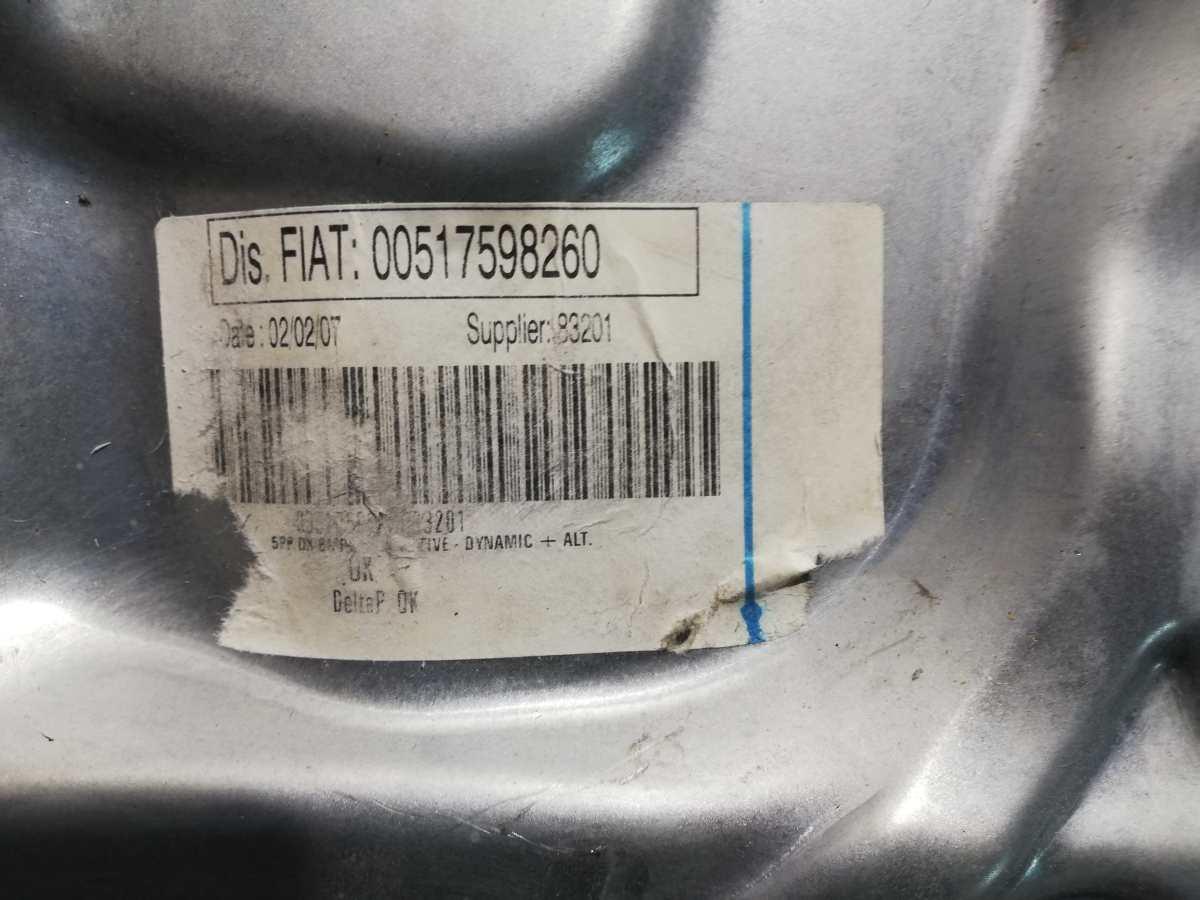 Dis. FIAT: 00517598260
Date: 02/02/07 Supplier: 83201
DYNAMIC + ALT.
OK
DeltaP OK